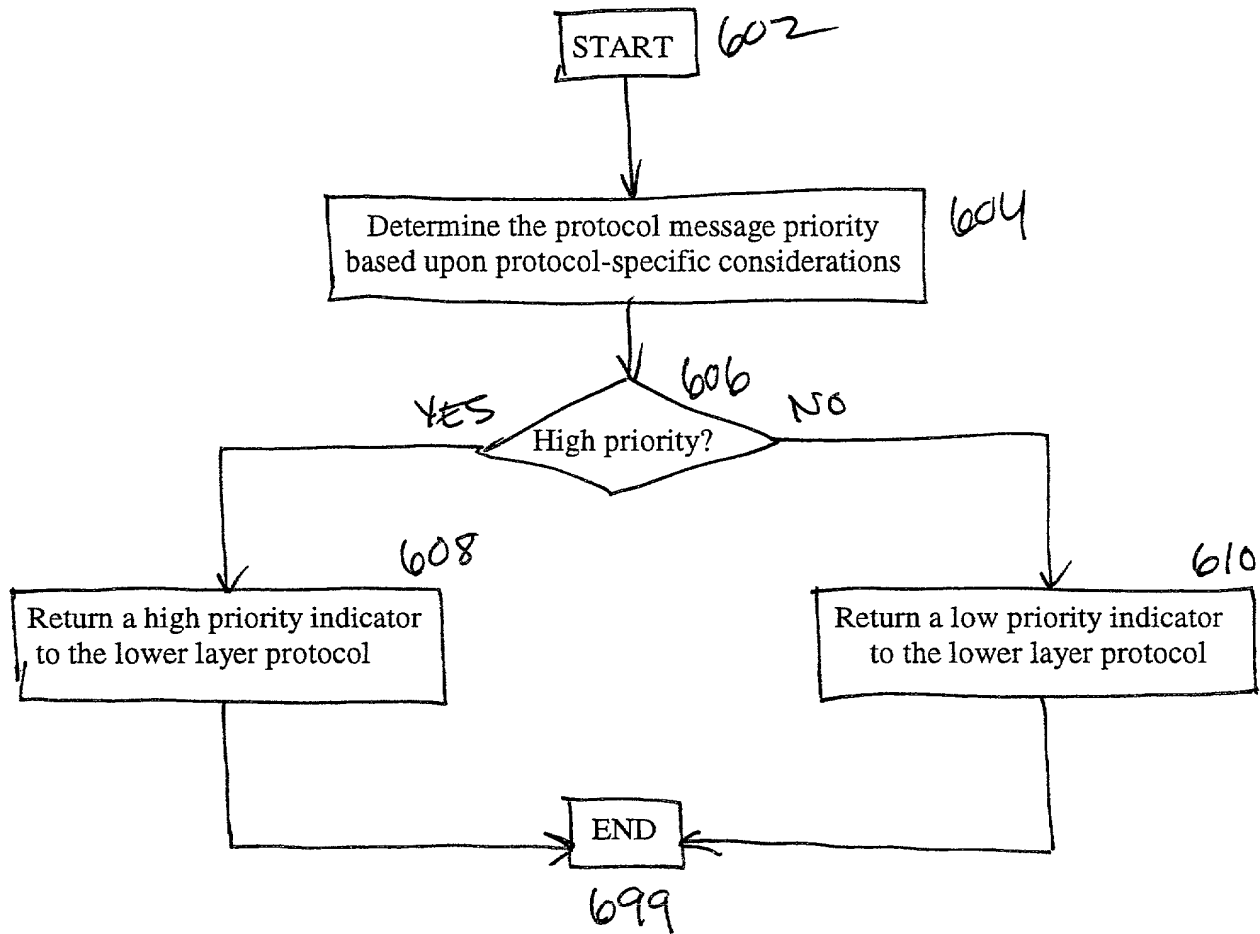 START 602
Determine the protocol message priority
based upon protocol-specific considerations
604
606
YES
NO
High priority?
608
Return a high priority indicator
to the lower layer protocol
610
Return a low priority indicator
to the lower layer protocol
END
699